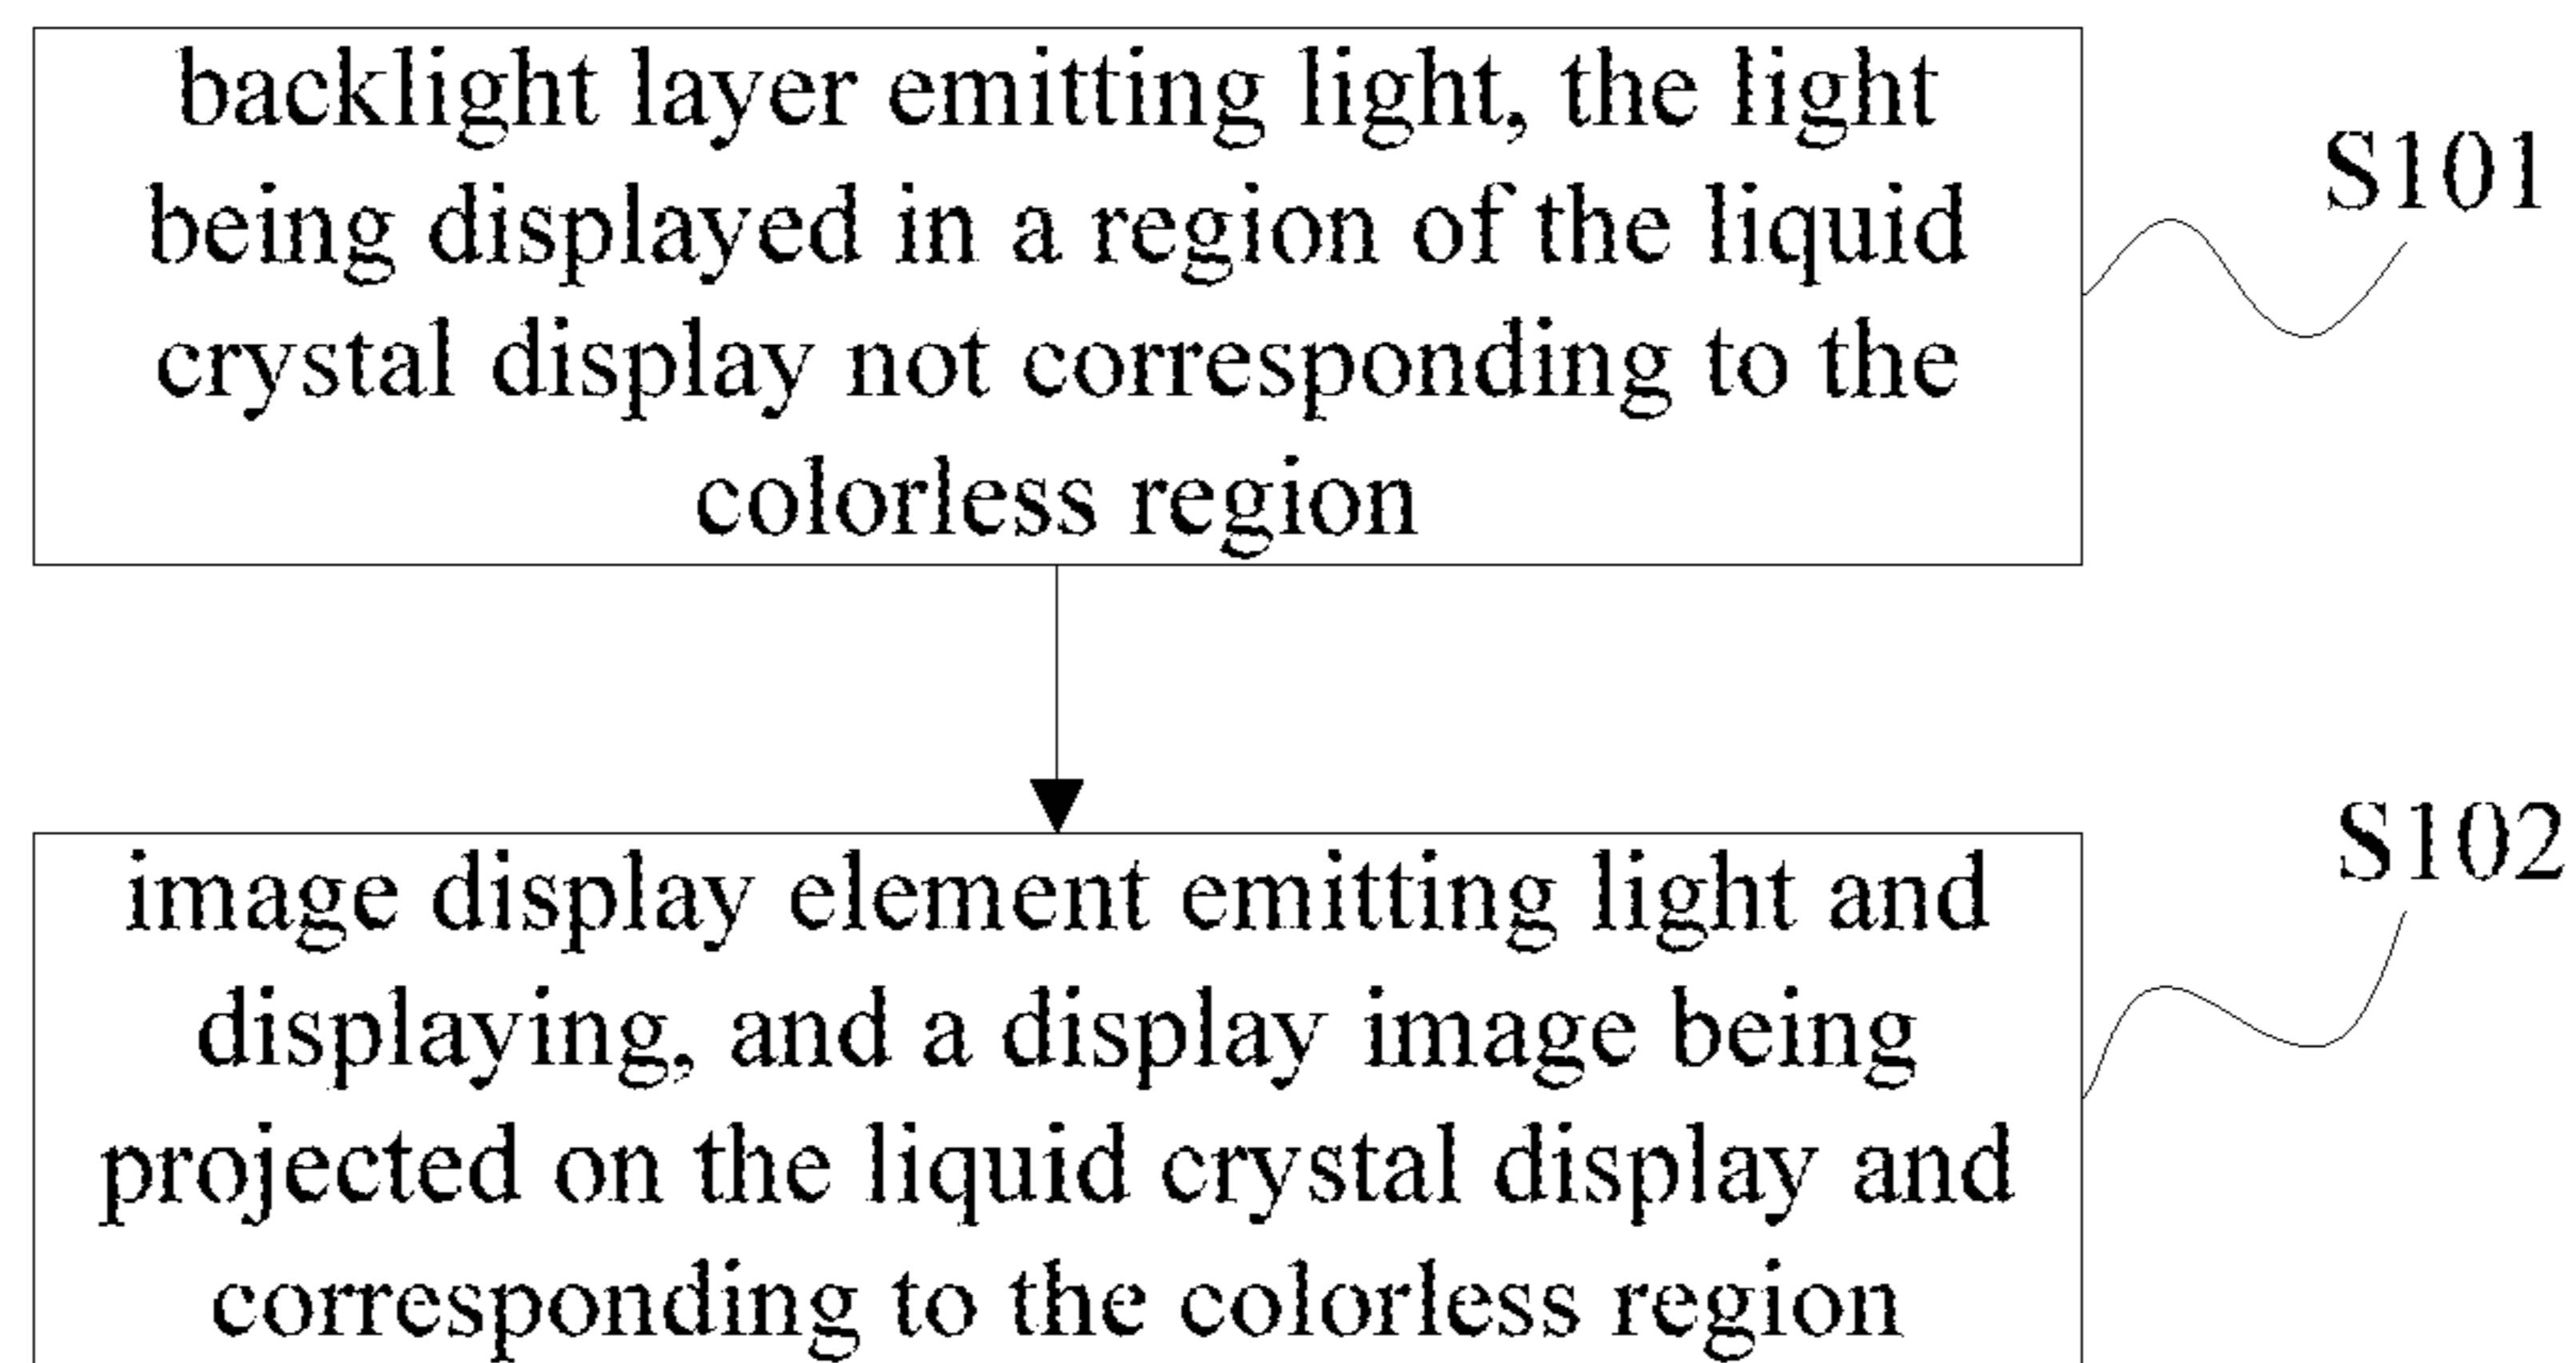 backlight layer emitting light, the light
being displayed in a region of the liquid
crystal display not corresponding to the
colorless region
S101
image display element emitting light and
displaying, and a display image being
projected on the liquid crystal display and
corresponding to the colorless region
S102